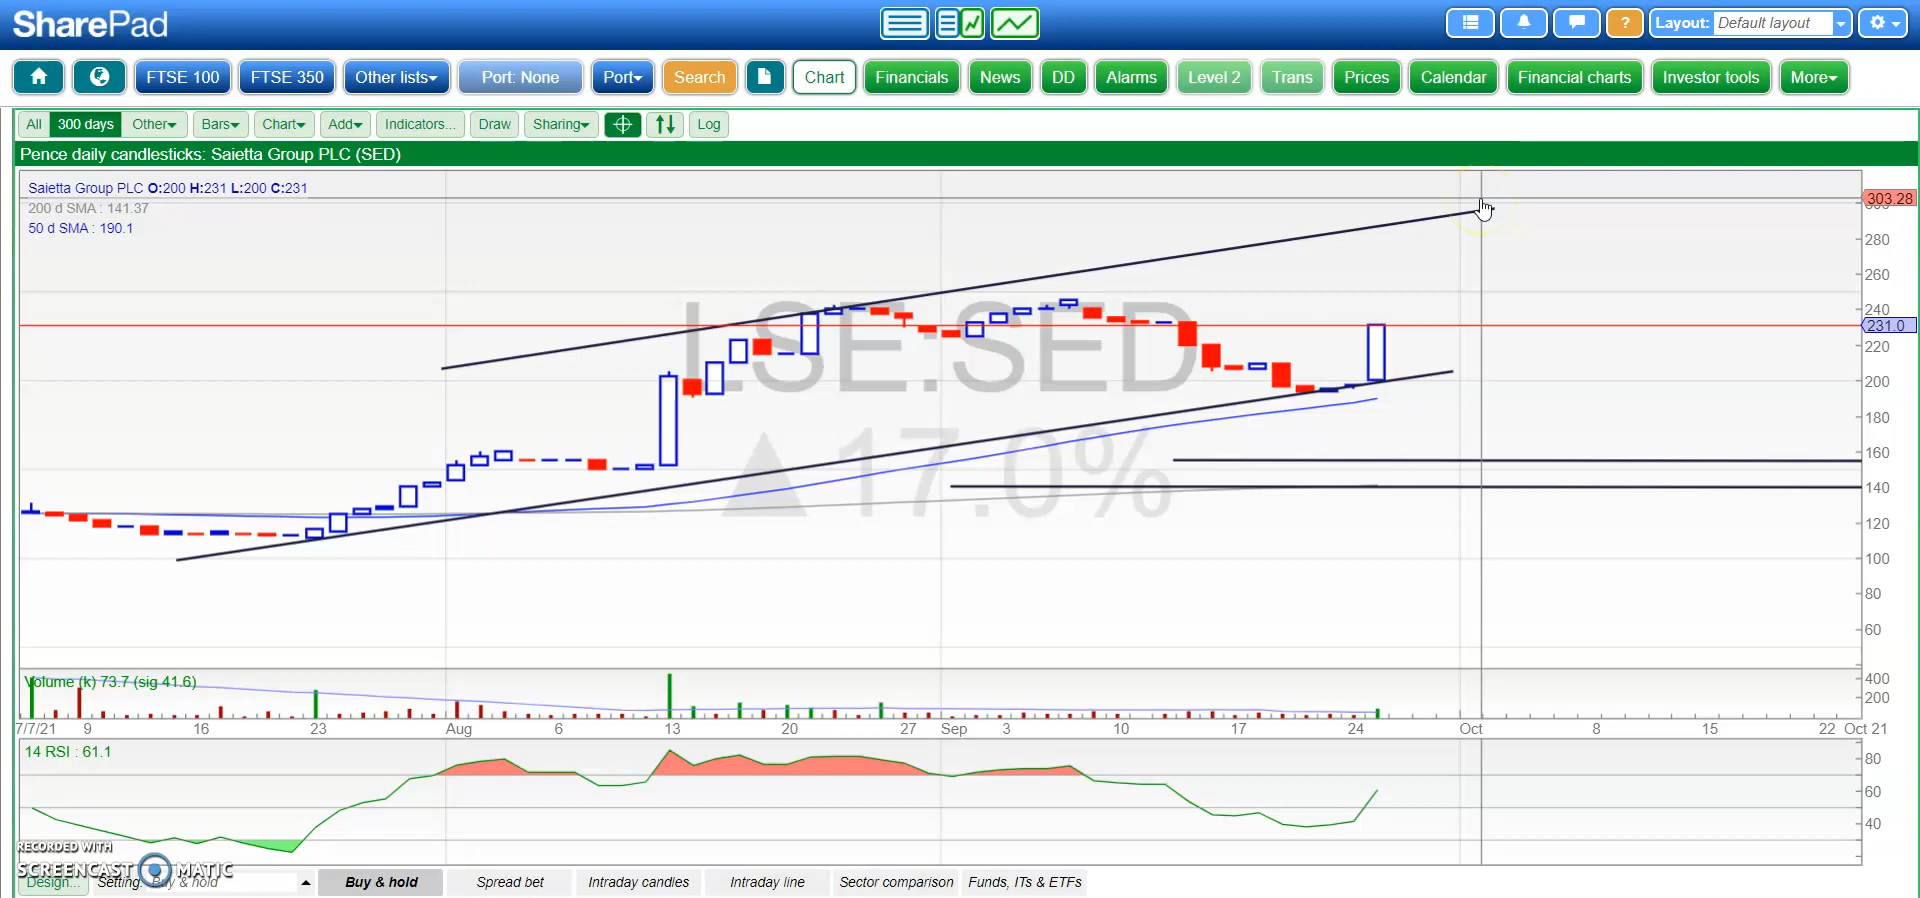 SharePad Layout: Default layout
FTSE 100 FTSE 350 Other lists Port: None Port Search Chart Financials News DD Alarms Level 2 Trans Prices Calendar Financial charts Investor tools More
All 300 days Other Bars Chart Add Indicators... Draw Sharing Log
Pence daily candlesticks: Saietta Group PLC (SED)
Saietta Group PLC O:200 H:231 L:200 C:231
200 d SMA : 141.37
50 d SMA : 190.1
LSE:SED
▲17.0%
303.28
300
280
260
240
231.0
220
200
180
160
140
120
100
80
60
Volume (k) 73.7 (sig 41.6)
400
200
7/7/21 9 16 23 Aug 6 13 20 27 Sep 3 10 17 24 Oct 8 15 22 Oct 21
14 RSI : 61.1
80
60
40
RECORDED WITH
SCREENCAST MATIC
Design... Setting: Buy & hold Buy & hold Spread bet Intraday candles Intraday line Sector comparison Funds, ITs & ETFs